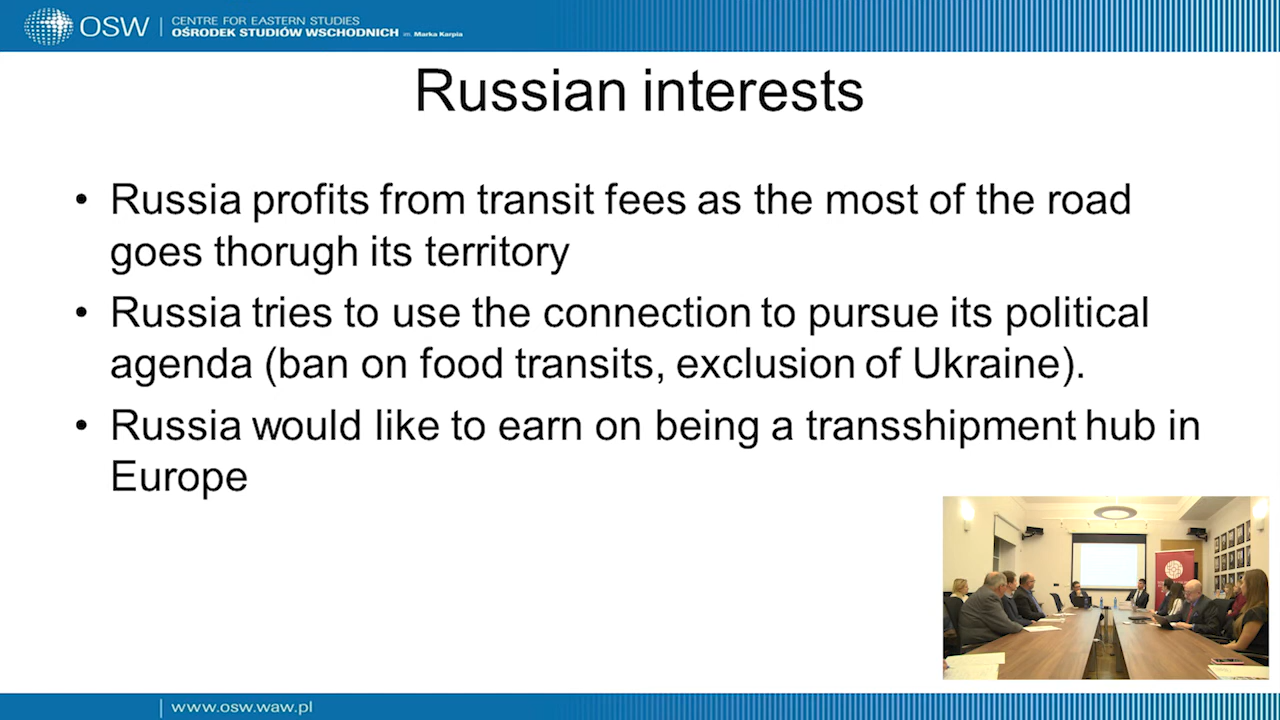 OSW
CENTRE FOR EASTERN STUDIES
OŚRODEK STUDIÓW WSCHODNICH im. Marka Karpia
Russian interests
• Russia profits from transit fees as the most of the road
goes thorugh its territory
• Russia tries to use the connection to pursue its political
agenda (ban on food transits, exclusion of Ukraine).
• Russia would like to earn on being a transshipment hub in
Europe
www.osw.waw.pl